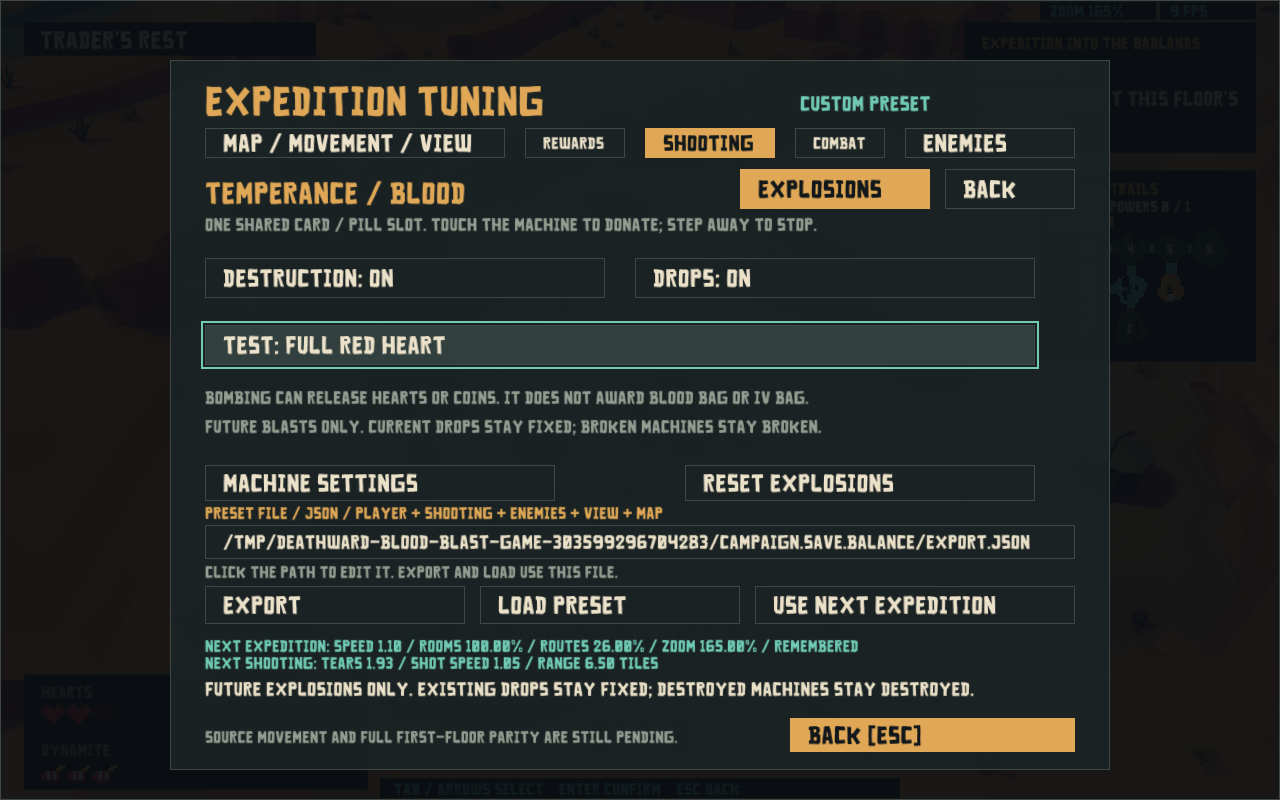 ZOOM 165% 9 FPS
TRADER'S REST
EXPEDITION INTO THE BADLANDS
EXPEDITION TUNING
CUSTOM PRESET
T THIS FLOOR'S
MAP / MOVEMENT / VIEW REWARDS SHOOTING COMBAT ENEMIES
TEMPERANCE / BLOOD EXPLOSIONS BACK
TRAILS
POWERS 0 / 1
ONE SHARED CARD / PILL SLOT. TOUCH THE MACHINE TO DONATE; STEP AWAY TO STOP.
DESTRUCTION: ON DROPS: ON
TEST: FULL RED HEART
BOMBING CAN RELEASE HEARTS OR COINS. IT DOES NOT AWARD BLOOD BAG OR IV BAG.
FUTURE BLASTS ONLY. CURRENT DROPS STAY FIXED; BROKEN MACHINES STAY BROKEN.
MACHINE SETTINGS RESET EXPLOSIONS
PRESET FILE / JSON / PLAYER + SHOOTING + ENEMIES + VIEW + MAP
/TMP/DEATHWARD-BLOOD-BLAST-GAME-303599296704283/CAMPAIGN.SAVE.BALANCE/EXPORT.JSON
CLICK THE PATH TO EDIT IT. EXPORT AND LOAD USE THIS FILE.
EXPORT LOAD PRESET USE NEXT EXPEDITION
NEXT EXPEDITION: SPEED 1.10 / ROOMS 100.00% / ROUTES 26.00% / ZOOM 165.00% / REMEMBERED
NEXT SHOOTING: TEARS 1.93 / SHOT SPEED 1.05 / RANGE 6.50 TILES
FUTURE EXPLOSIONS ONLY. EXISTING DROPS STAY FIXED; DESTROYED MACHINES STAY DESTROYED.
HEARTS
SOURCE MOVEMENT AND FULL FIRST-FLOOR PARITY ARE STILL PENDING.
BACK [ESC]
DYNAMITE
TAB / ARROWS SELECT ENTER CONFIRM ESC BACK